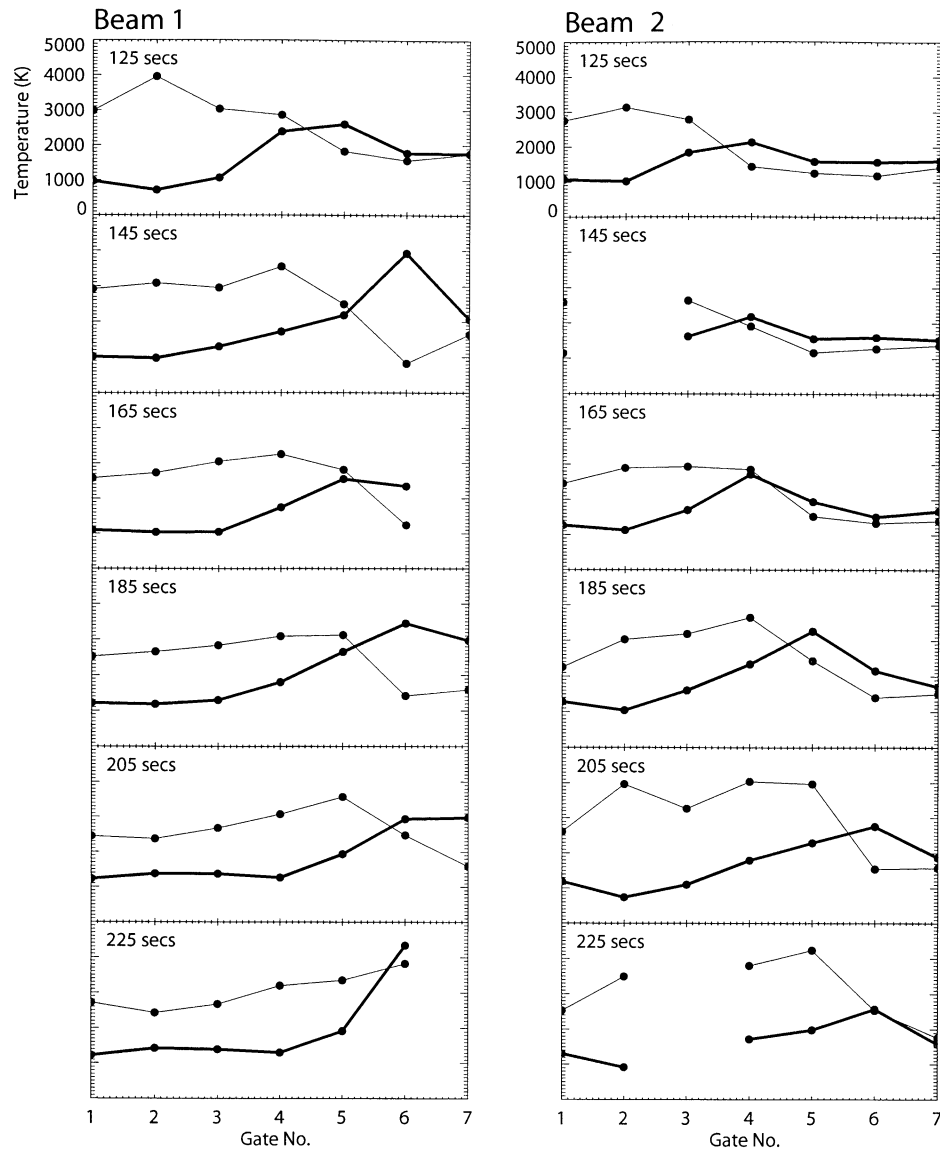 Beam 1
Beam 2
Temperature (K)
5000
4000
3000
2000
1000
0
125 secs
5000
4000
3000
2000
1000
0
125 secs
145 secs
145 secs
165 secs
165 secs
185 secs
185 secs
205 secs
205 secs
225 secs
225 secs
1 2 3 4 5 6 7
Gate No.
1 2 3 4 5 6 7
Gate No.